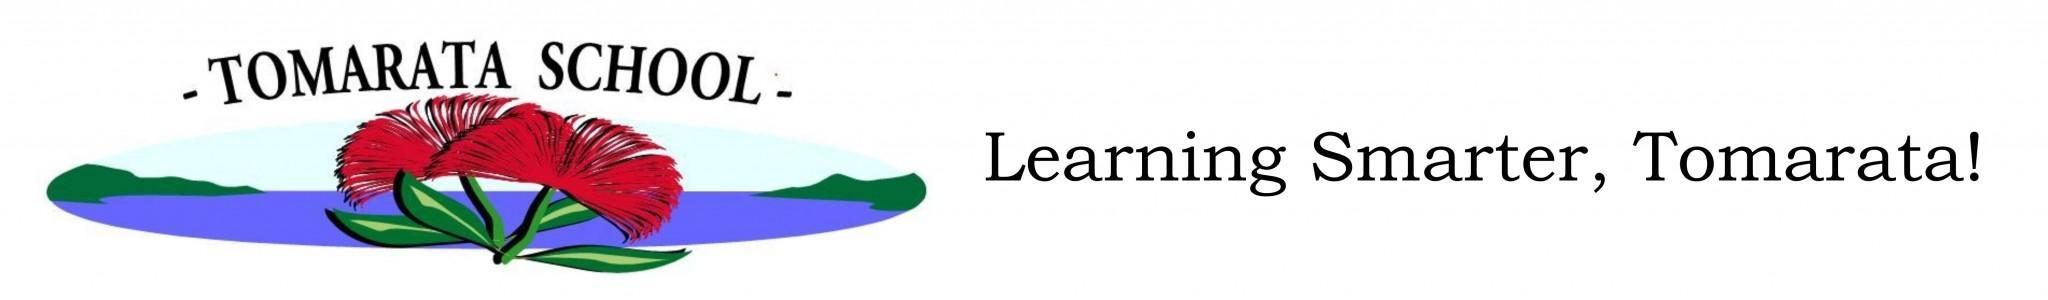 - TOMARATA SCHOOL -
Learning Smarter, Tomarata!